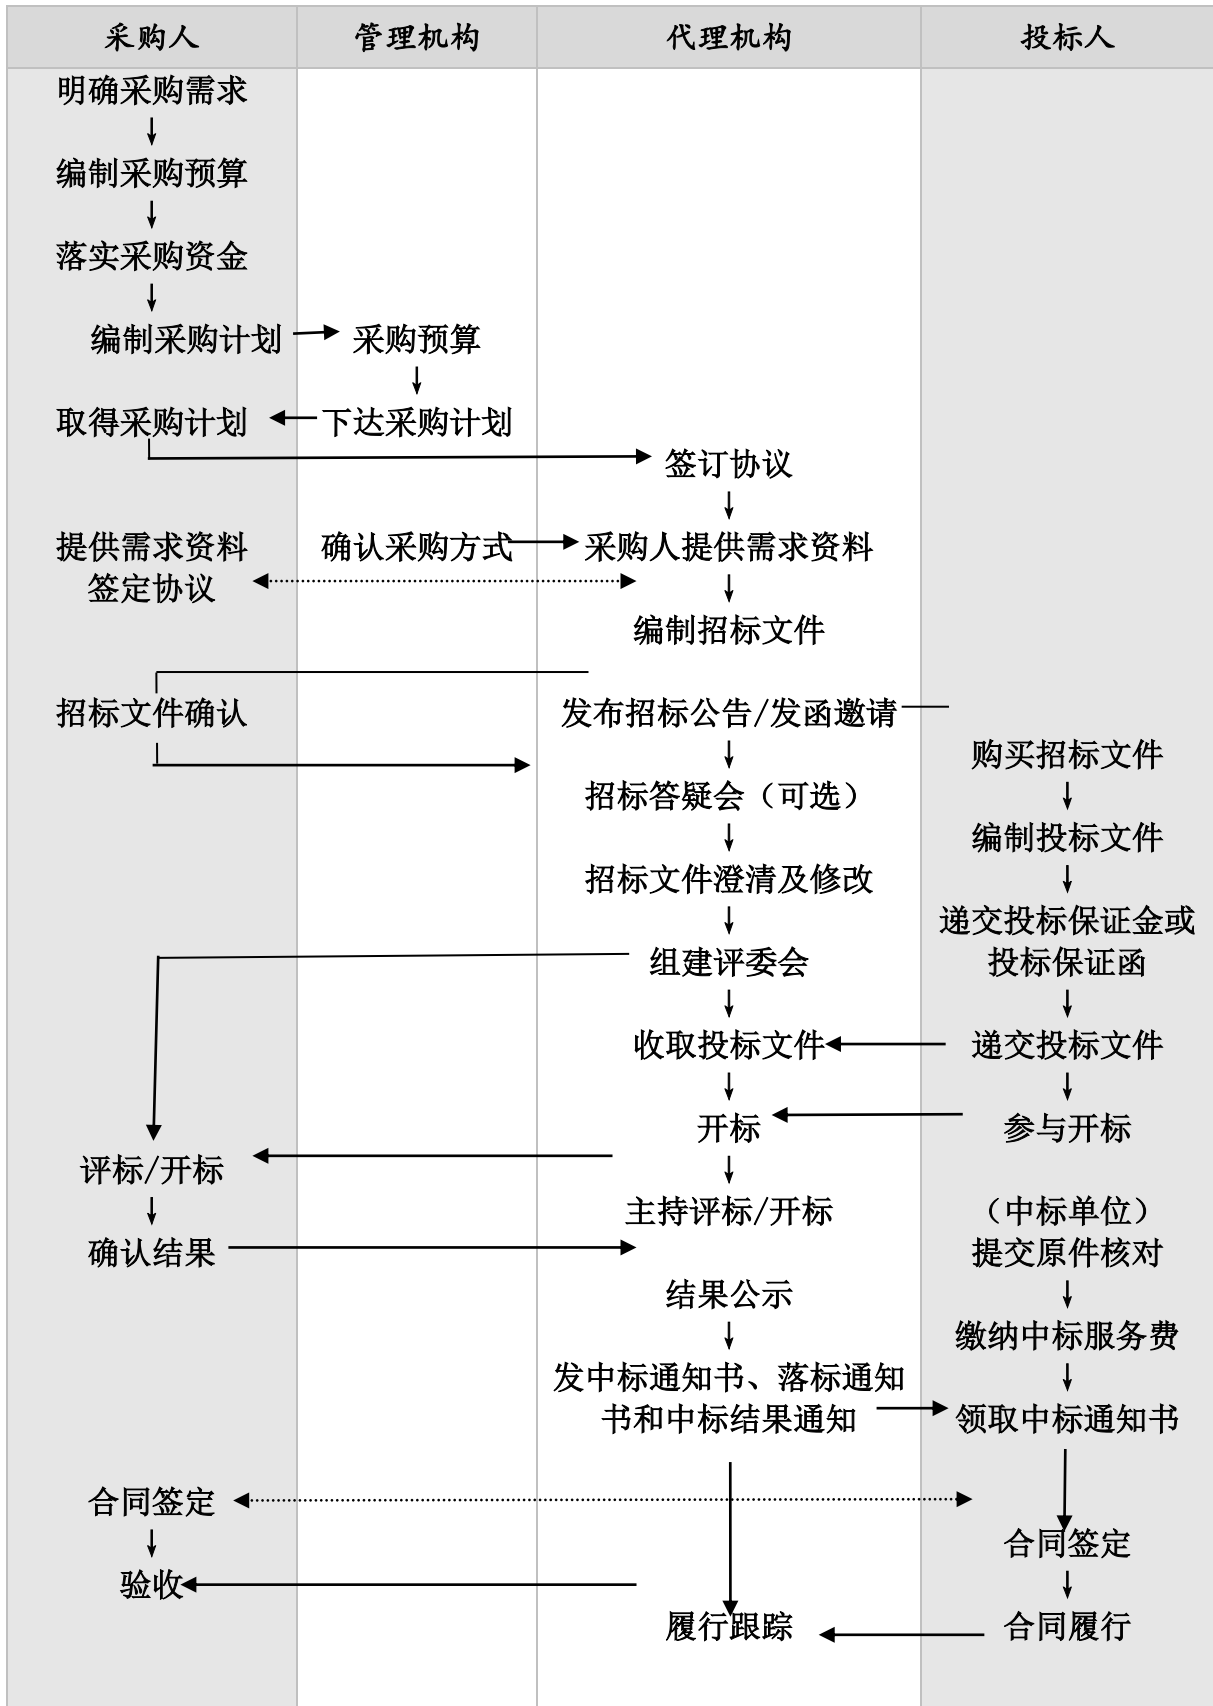 采购人 管理机构 代理机构 投标人
明确采购需求
编制采购预算
落实采购资金
编制采购计划 采购预算
取得采购计划 下达采购计划
签订协议
提供需求资料 确认采购方式 采购人提供需求资料
签定协议
编制招标文件
招标文件确认 发布招标公告/发函邀请
购买招标文件
招标答疑会（可选）
编制投标文件
招标文件澄清及修改
递交投标保证金或
组建评委会 投标保证函
收取投标文件 递交投标文件
开标 参与开标
评标/开标
主持评标/开标 （中标单位）
确认结果 提交原件核对
结果公示
缴纳中标服务费
发中标通知书、落标通知
书和中标结果通知 领取中标通知书
合同签定
合同签定
验收
履行跟踪 合同履行